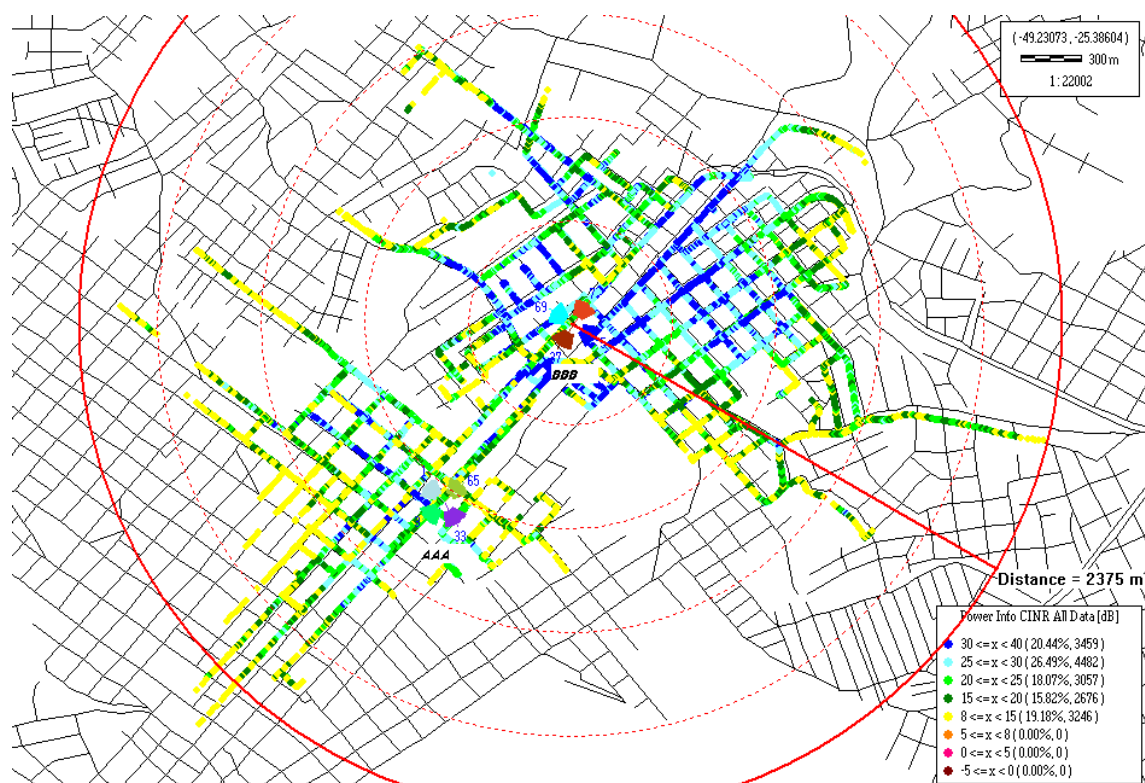 (-49.23073 , -25.38604)
300 m
1:22002
69
27
BBB
65
33
AAA
Distance = 2375 m
Power Info CINR All Data [dB]
30 <= x < 40 ( 20.44%, 3459 )
25 <= x < 30 ( 26.49%, 4482 )
20 <= x < 25 ( 18.07%, 3057 )
15 <= x < 20 ( 15.82%, 2676 )
8 <= x < 15 ( 19.18%, 3246 )
5 <= x < 8 ( 0.00%, 0 )
0 <= x < 5 ( 0.00%, 0 )
-5 <= x < 0 ( 0.00%, 0 )